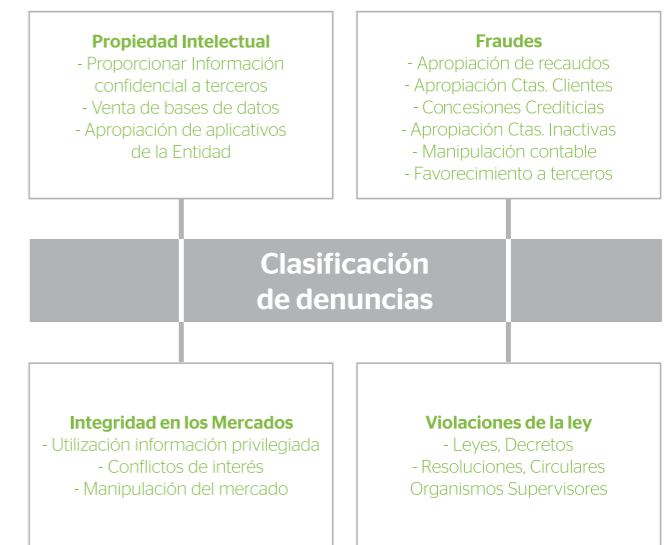 Propiedad Intelectual
- Proporcionar Información
confidencial a terceros
- Venta de bases de datos
- Apropiación de aplicativos
de la Entidad
Fraudes
- Apropiación de recaudos
- Apropiación Ctas. Clientes
- Concesiones Crediticias
- Apropiación Ctas. Inactivas
- Manipulación contable
- Favorecimiento a terceros
Clasificación
de denuncias
Integridad en los Mercados
- Utilización información privilegiada
- Conflictos de interés
- Manipulación del mercado
Violaciones de la ley
- Leyes, Decretos
- Resoluciones, Circulares
Organismos Supervisores